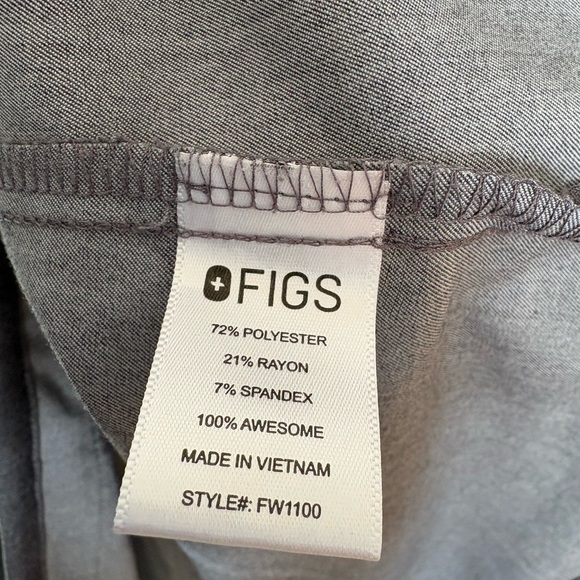 FIGS
72% POLYESTER
21% RAYON
7% SPANDEX
100% AWESOME
MADE IN VIETNAM
STYLE#: FW1100